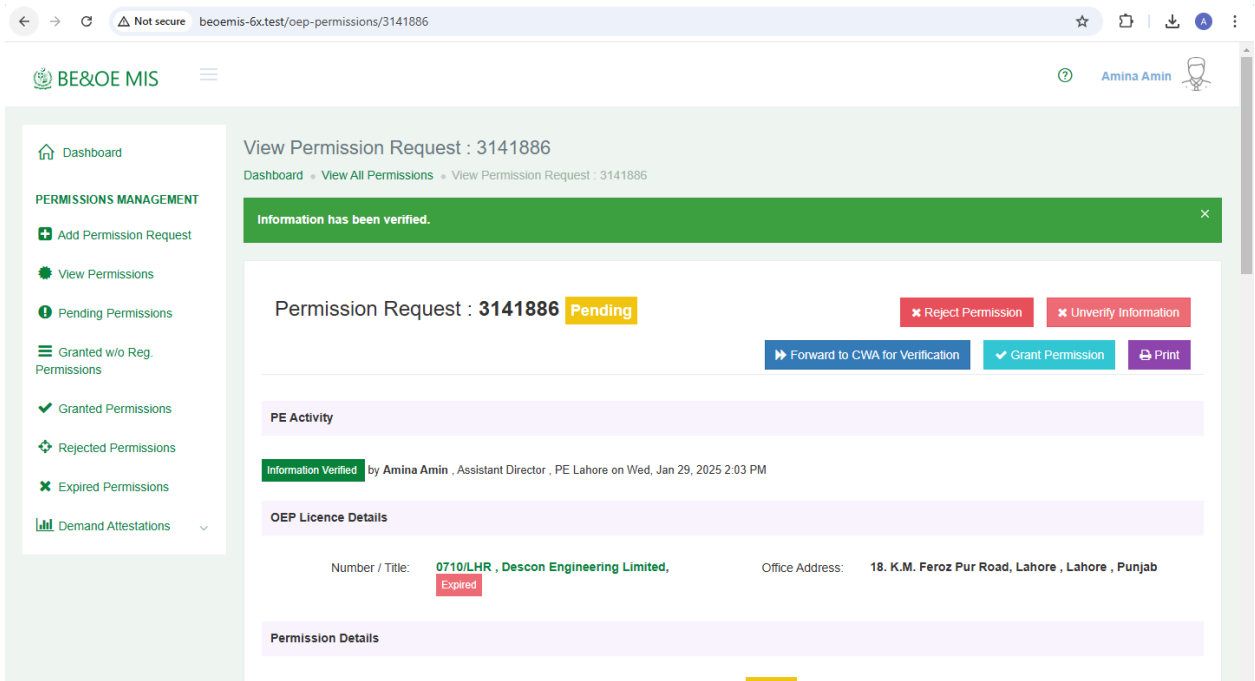 Not secure beoemis-6x.test/oep-permissions/3141886
A
BE&OE MIS
?
Amina Amin
Dashboard
PERMISSIONS MANAGEMENT
Add Permission Request
View Permissions
Pending Permissions
Granted w/o Reg.
Permissions
Granted Permissions
Rejected Permissions
Expired Permissions
Demand Attestations
View Permission Request : 3141886
Dashboard View All Permissions View Permission Request : 3141886
Information has been verified. ×
Permission Request : 3141886 Pending
Reject Permission Unverify Information
Forward to CWA for Verification Grant Permission Print
PE Activity
Information Verified by Amina Amin , Assistant Director , PE Lahore on Wed, Jan 29, 2025 2:03 PM
OEP Licence Details
Number / Title: 0710/LHR , Descon Engineering Limited,
Expired
Office Address: 18. K.M. Feroz Pur Road, Lahore , Lahore , Punjab
Permission Details